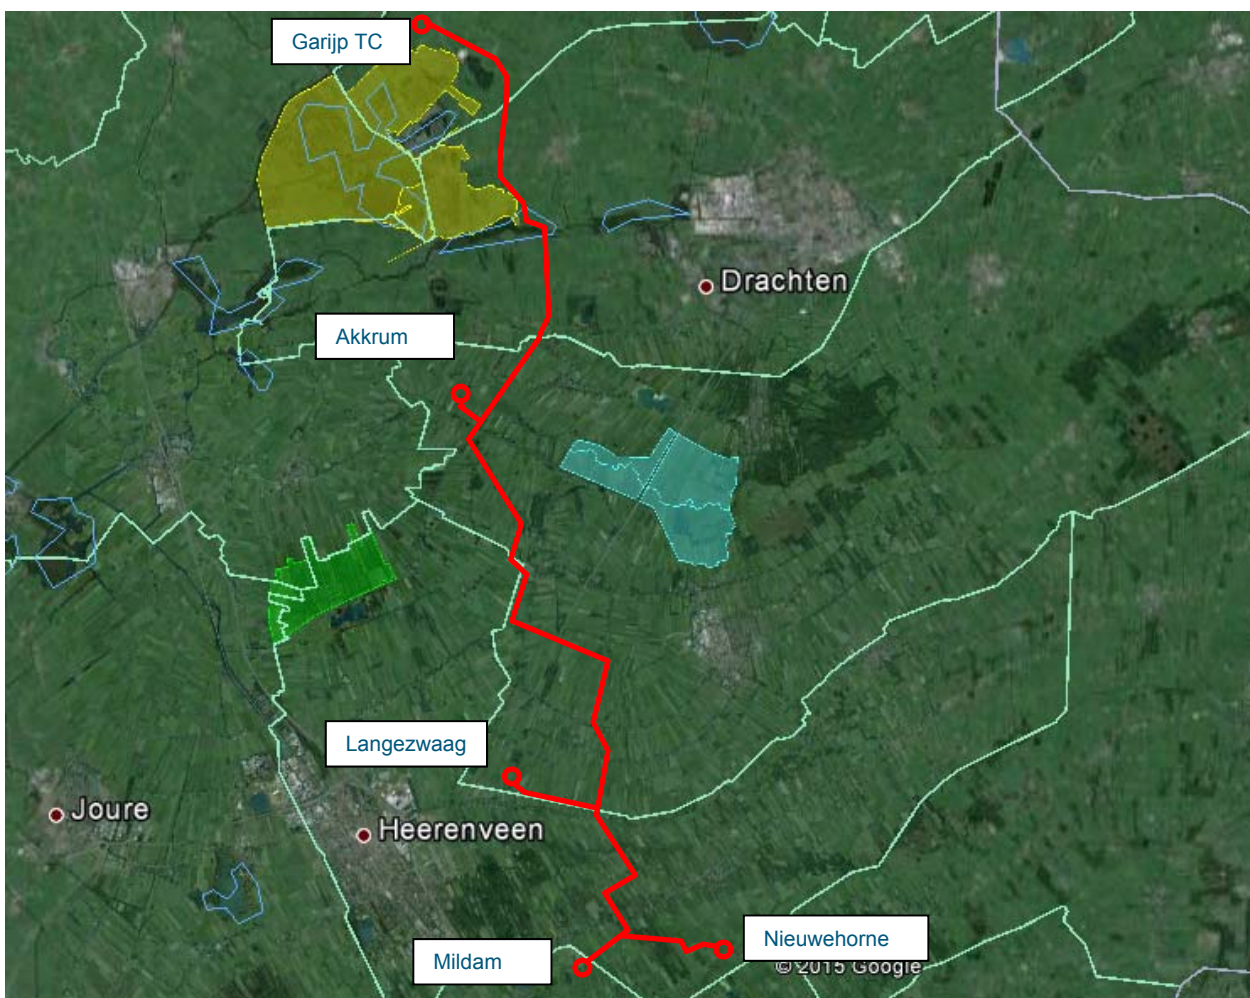 Garijp TC
Drachten
Akkrum
Langezwaag
Joure
Heerenveen
Nieuwehorne
Mildam
© 2015 Google